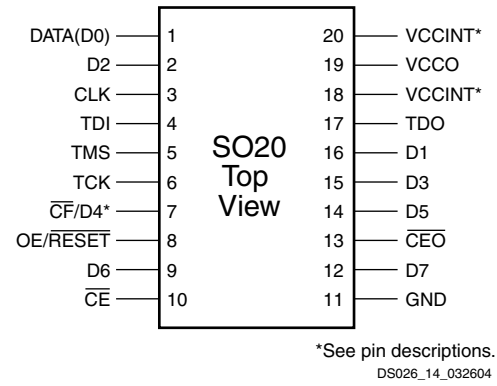 DATA(D0) 1 20 VCCINT*
D2 2 19 VCCO
CLK 3 18 VCCINT*
TDI 4 17 TDO
TMS 5 16 D1
TCK 6 15 D3
CF/D4* 7 14 D5
OE/RESET 8 13 CEO
D6 9 12 D7
CE 10 11 GND
SO20
Top
View
*See pin descriptions.
DS026_14_032604